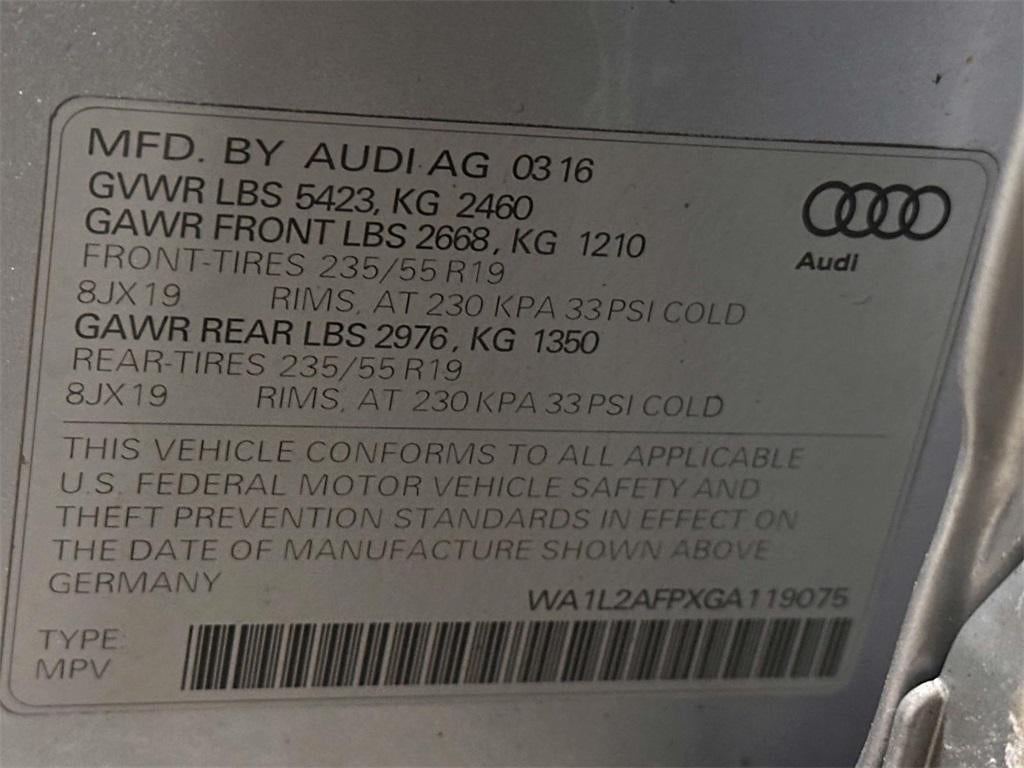 MFD. BY AUDI AG 03 16
GVWR LBS 5423, KG 2460
GAWR FRONT LBS 2668, KG 1210
FRONT-TIRES 235/55 R19
8JX19 RIMS, AT 230 KPA 33 PSI COLD
GAWR REAR LBS 2976, KG 1350
REAR-TIRES 235/55 R19
8JX19 RIMS, AT 230 KPA 33 PSI COLD
Audi
THIS VEHICLE CONFORMS TO ALL APPLICABLE
U.S. FEDERAL MOTOR VEHICLE SAFETY AND
THEFT PREVENTION STANDARDS IN EFFECT ON
THE DATE OF MANUFACTURE SHOWN ABOVE
GERMANY
WA1L2AFPXGA119075
TYPE:
MPV